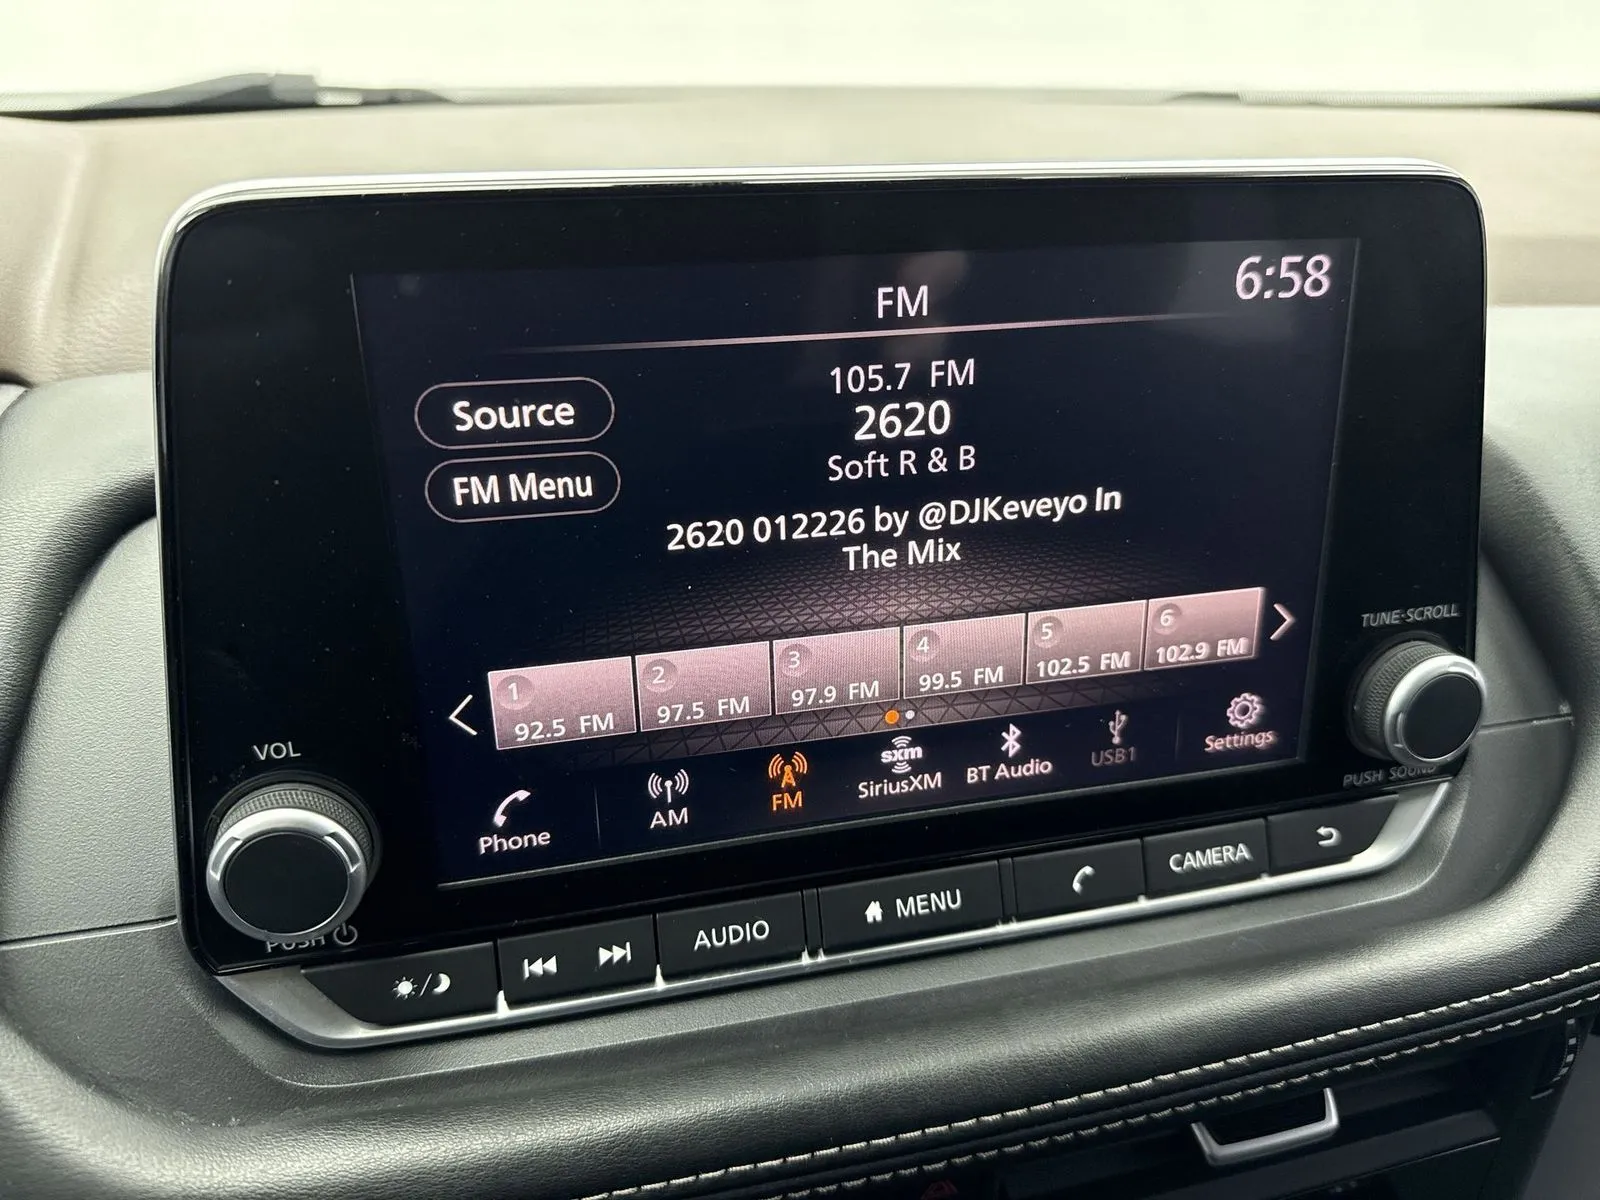 FM
6:58
105.7 FM
2620
Soft R & B
Source
FM Menu
2620 012226 by @DJKeveyo In
The Mix
1
92.5 FM
2
97.5 FM
3
97.9 FM
4
99.5 FM
5
102.5 FM
6
102.9 FM
Phone
AM
FM
sxm
SiriusXM
BT Audio
USB1
Settings
VOL
PUSH
TUNE·SCROLL
PUSH SOUND
AUDIO
MENU
CAMERA